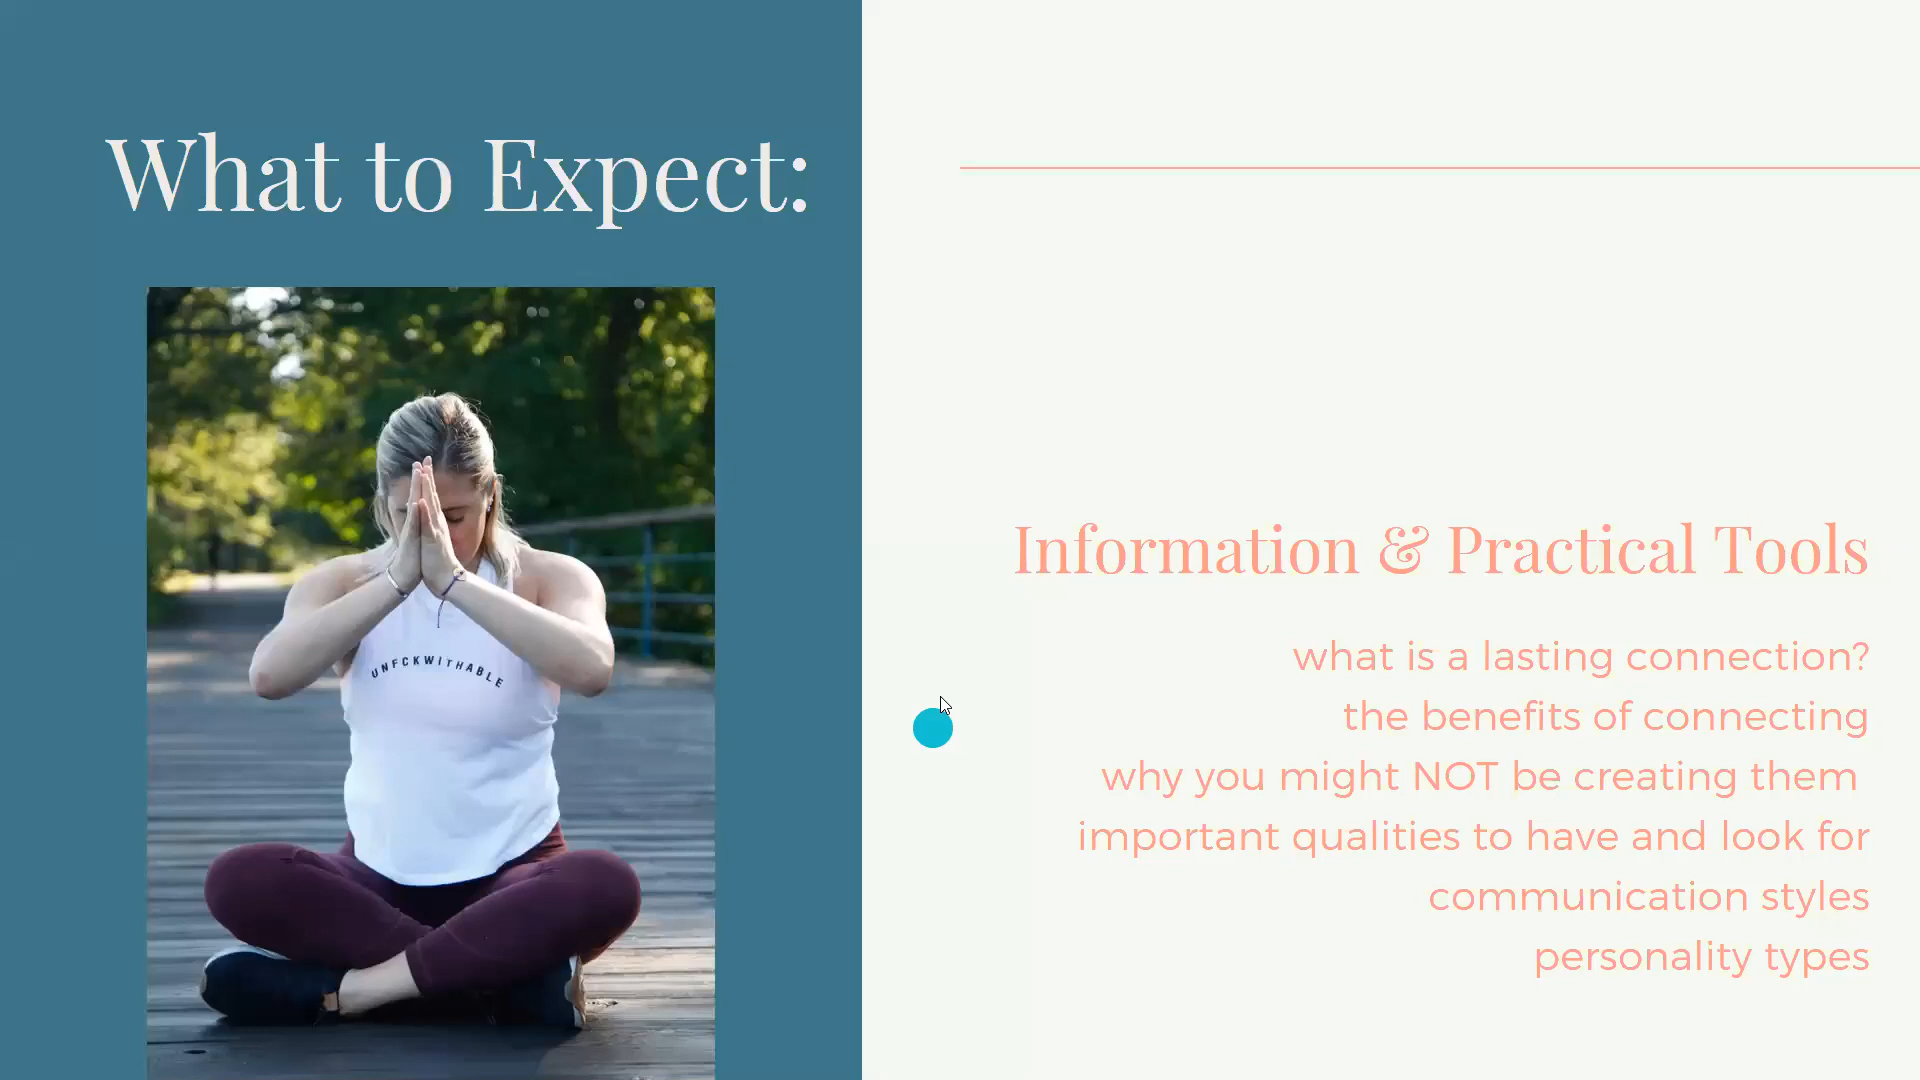 What to Expect:
UNFCKWITHABLE
Information & Practical Tools
what is a lasting connection?
the benefits of connecting
why you might NOT be creating them
important qualities to have and look for
communication styles
personality types